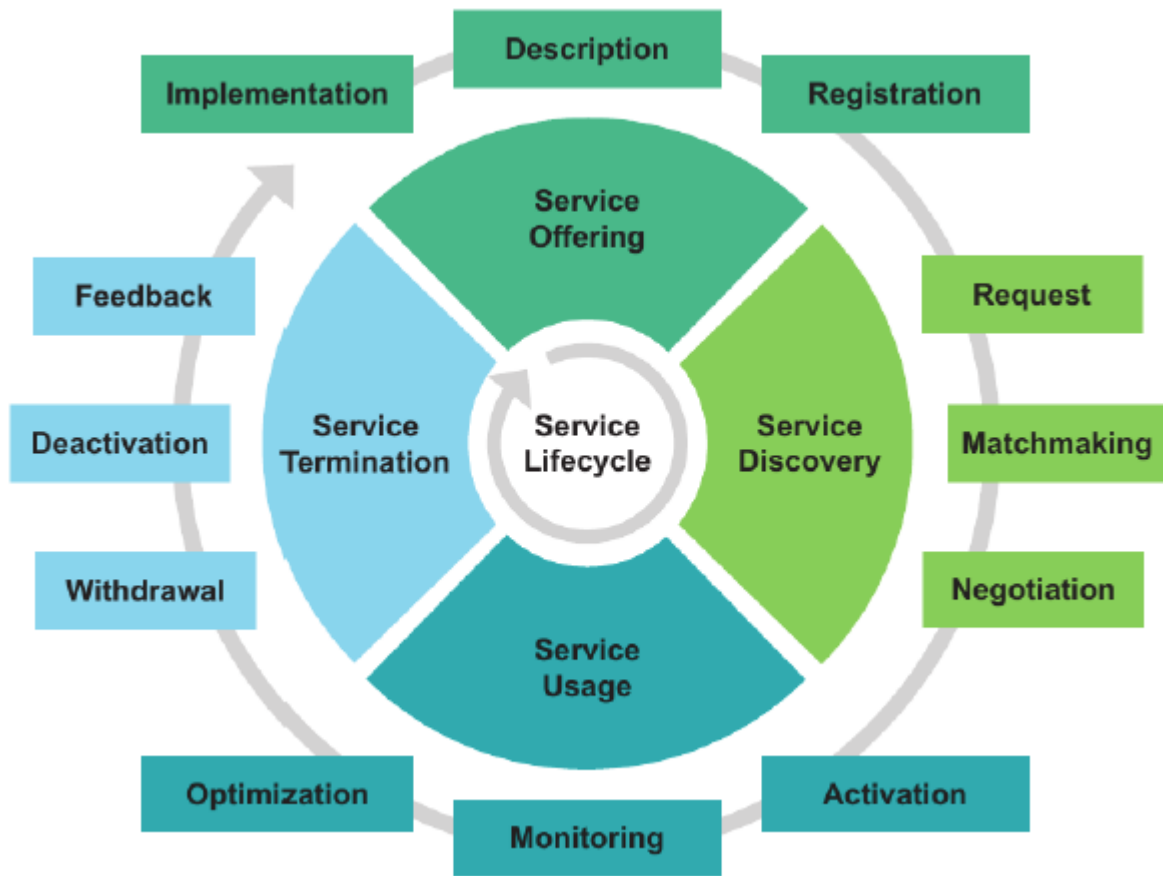 Description
Implementation
Registration
Service
Offering
Feedback
Request
Service
Termination
Service
Lifecycle
Service
Discovery
Deactivation
Matchmaking
Withdrawal
Negotiation
Service
Usage
Optimization
Activation
Monitoring